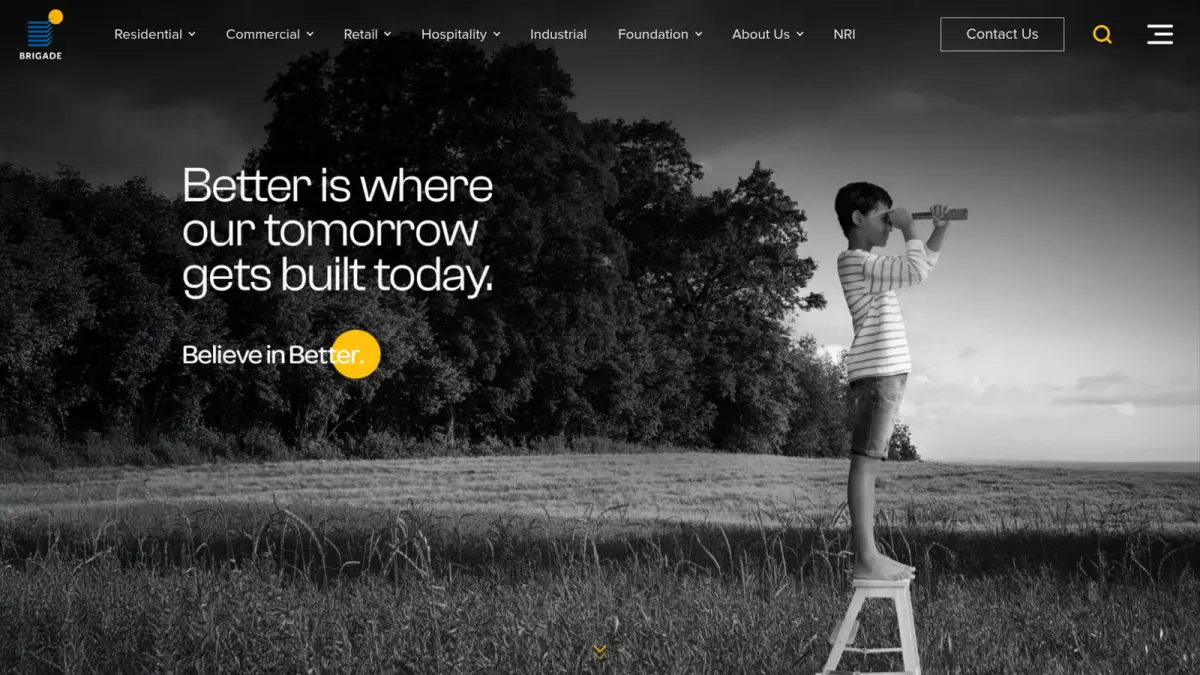 BRIGADE
Residential
Commercial
Retail
Hospitality
Industrial
Foundation
About Us
NRI
Contact Us
Better is where
our tomorrow
gets built today.
Believe in Better.